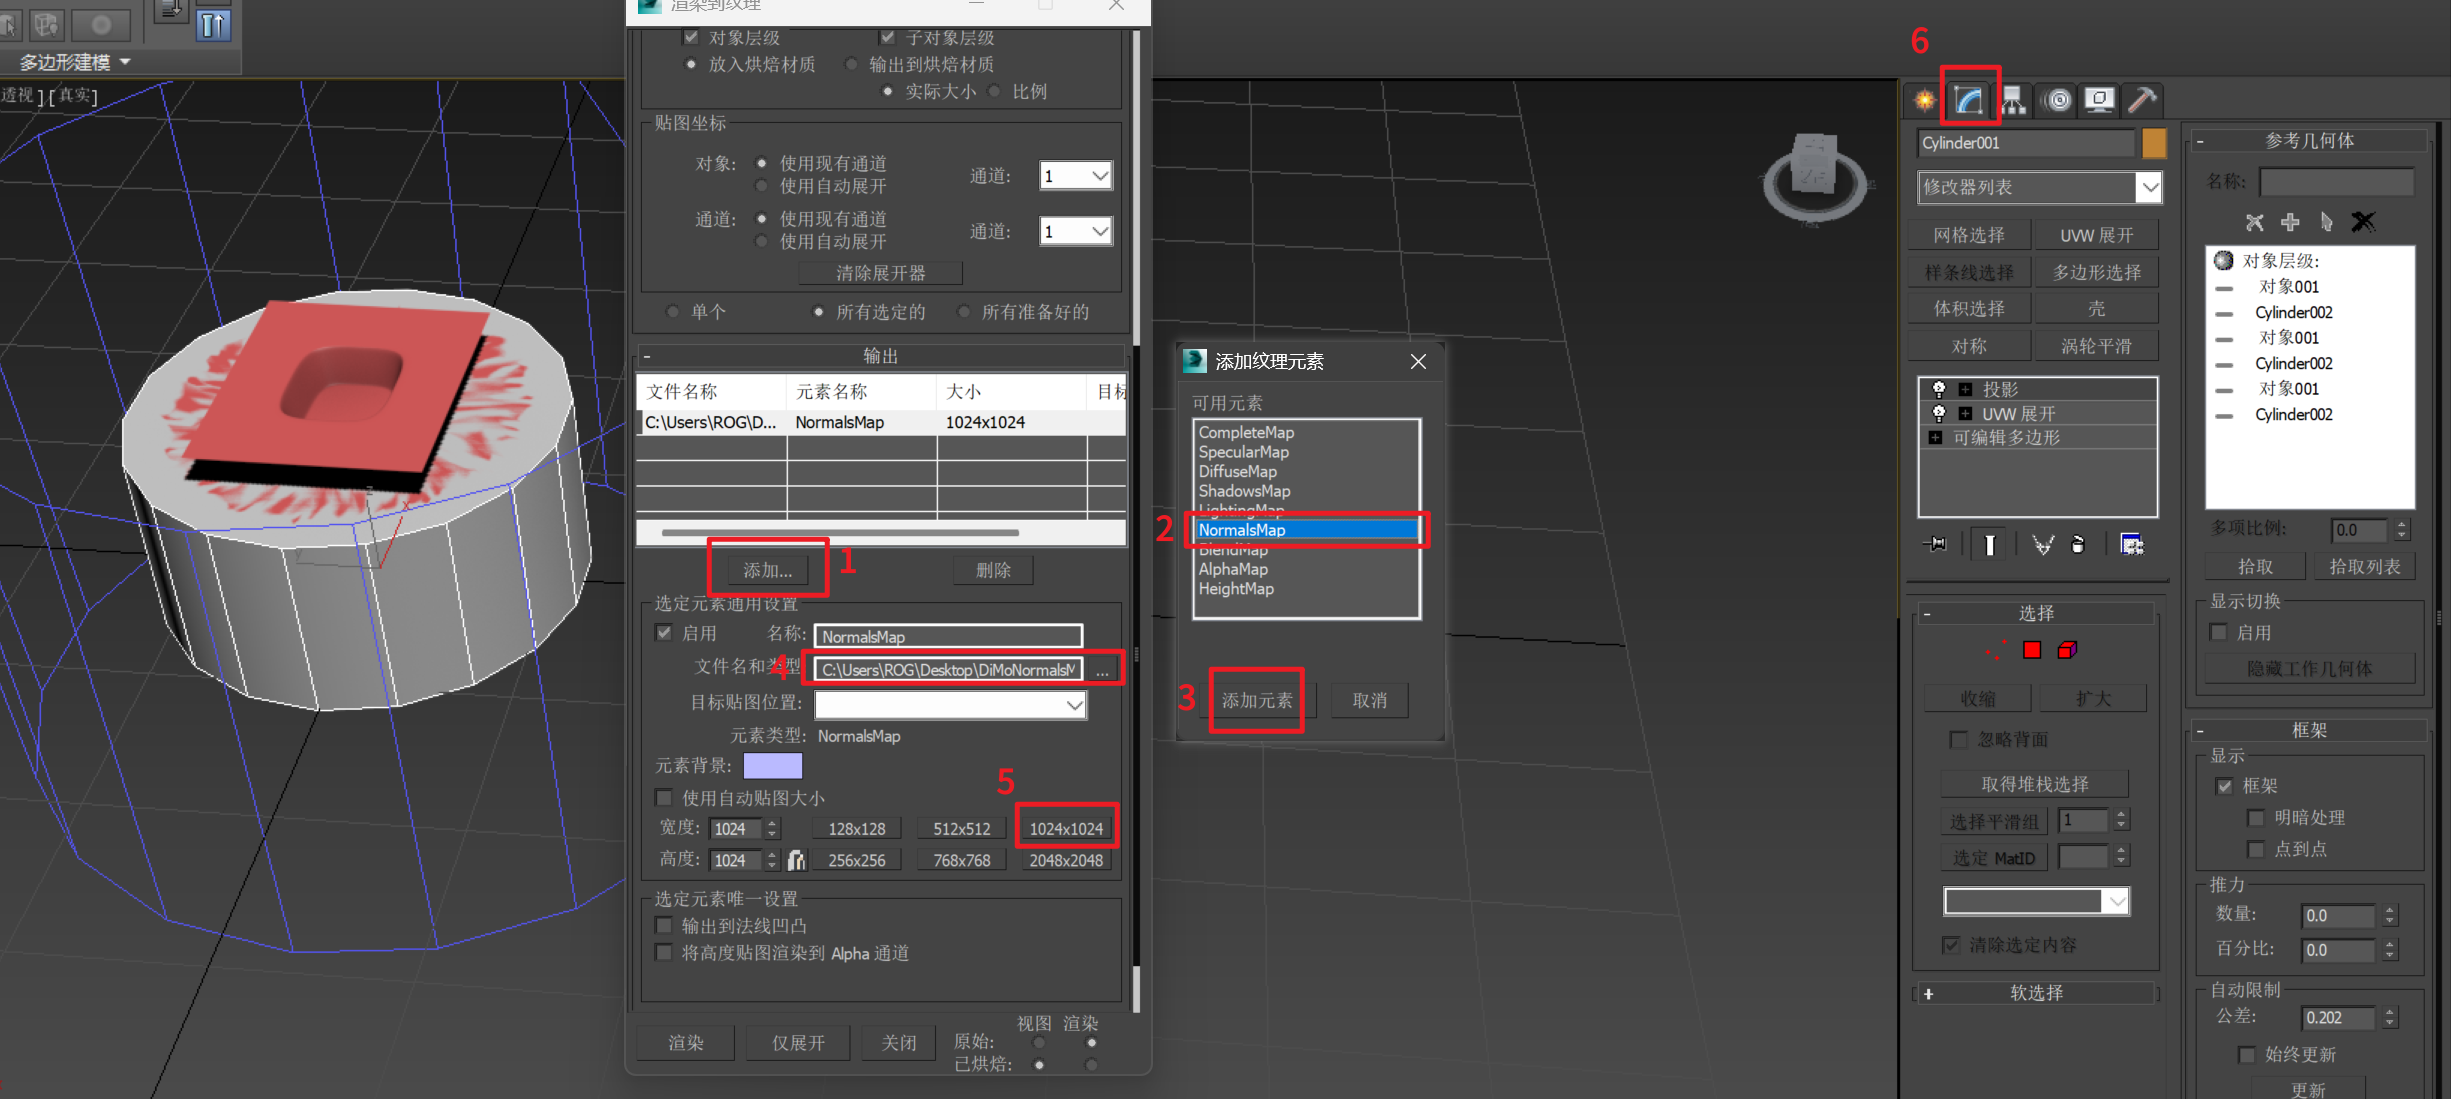 多边形建模
透视 ] [ 真实 ]
渲染到纹理
对象层级 子对象层级
放入烘焙材质 输出到烘焙材质
实际大小 比例
贴图坐标
对象: 使用现有通道 通道: 1
使用自动展开
通道: 使用现有通道 通道: 1
使用自动展开
清除展开器
单个 所有选定的 所有准备好的
- 输出
文件名称 元素名称 大小 目标
C:\Users\ROG\D... NormalsMap 1024x1024
添加... 1 删除
选定元素通用设置
启用 名称: NormalsMap
4 文件名和类型 C:\Users\ROG\Desktop\DiMoNormalsM ...
目标贴图位置:
元素类型: NormalsMap
元素背景:
5
使用自动贴图大小
宽度: 1024 128x128 512x512 1024x1024
高度: 1024 256x256 768x768 2048x2048
选定元素唯一设置
输出到法线凹凸
将高度贴图渲染到 Alpha 通道
视图 渲染
渲染 仅展开 关闭 原始:
已烘焙:
添加纹理元素
可用元素
CompleteMap
SpecularMap
DiffuseMap
ShadowsMap
LightingMap
2 NormalsMap
BlendMap
AlphaMap
HeightMap
3 添加元素 取消
6
Cylinder001
修改器列表
网格选择 UVW 展开
样条线选择 多边形选择
体积选择 壳
对称 涡轮平滑
投影
UVW 展开
可编辑多边形
- 选择
收缩 扩大
忽略背面
取得堆栈选择
选择平滑组 1
选定 MatID
清除选定内容
+ 软选择
- 参考几何体
名称:
对象层级:
对象001
Cylinder002
对象001
Cylinder002
对象001
Cylinder002
多项比例: 0.0
拾取 拾取列表
显示切换
启用
隐藏工作几何体
- 框架
显示
框架
明暗处理
点到点
推力
数量: 0.0
百分比: 0.0
自动限制
公差: 0.202
始终更新
更新